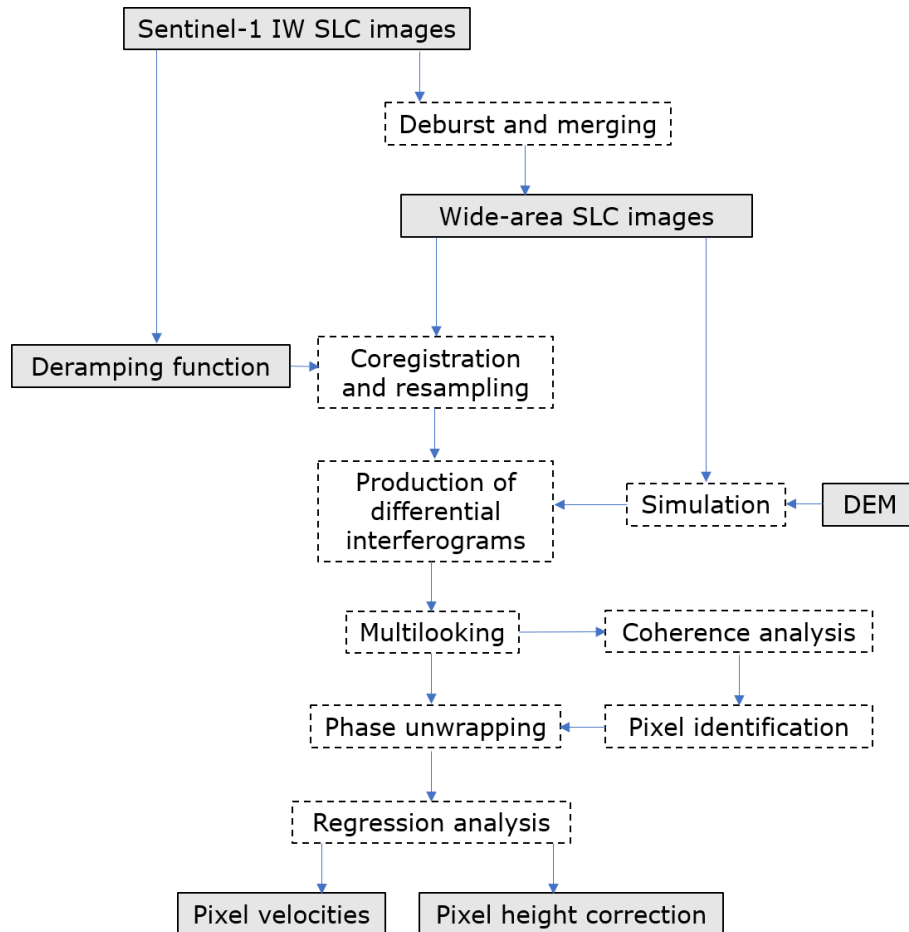 Sentinel-1 IW SLC images
Deburst and merging
Wide-area SLC images
Deramping function
Coregistration
and resampling
Production of
differential
interferograms
Simulation
DEM
Multilooking
Coherence analysis
Phase unwrapping
Pixel identification
Regression analysis
Pixel velocities
Pixel height correction